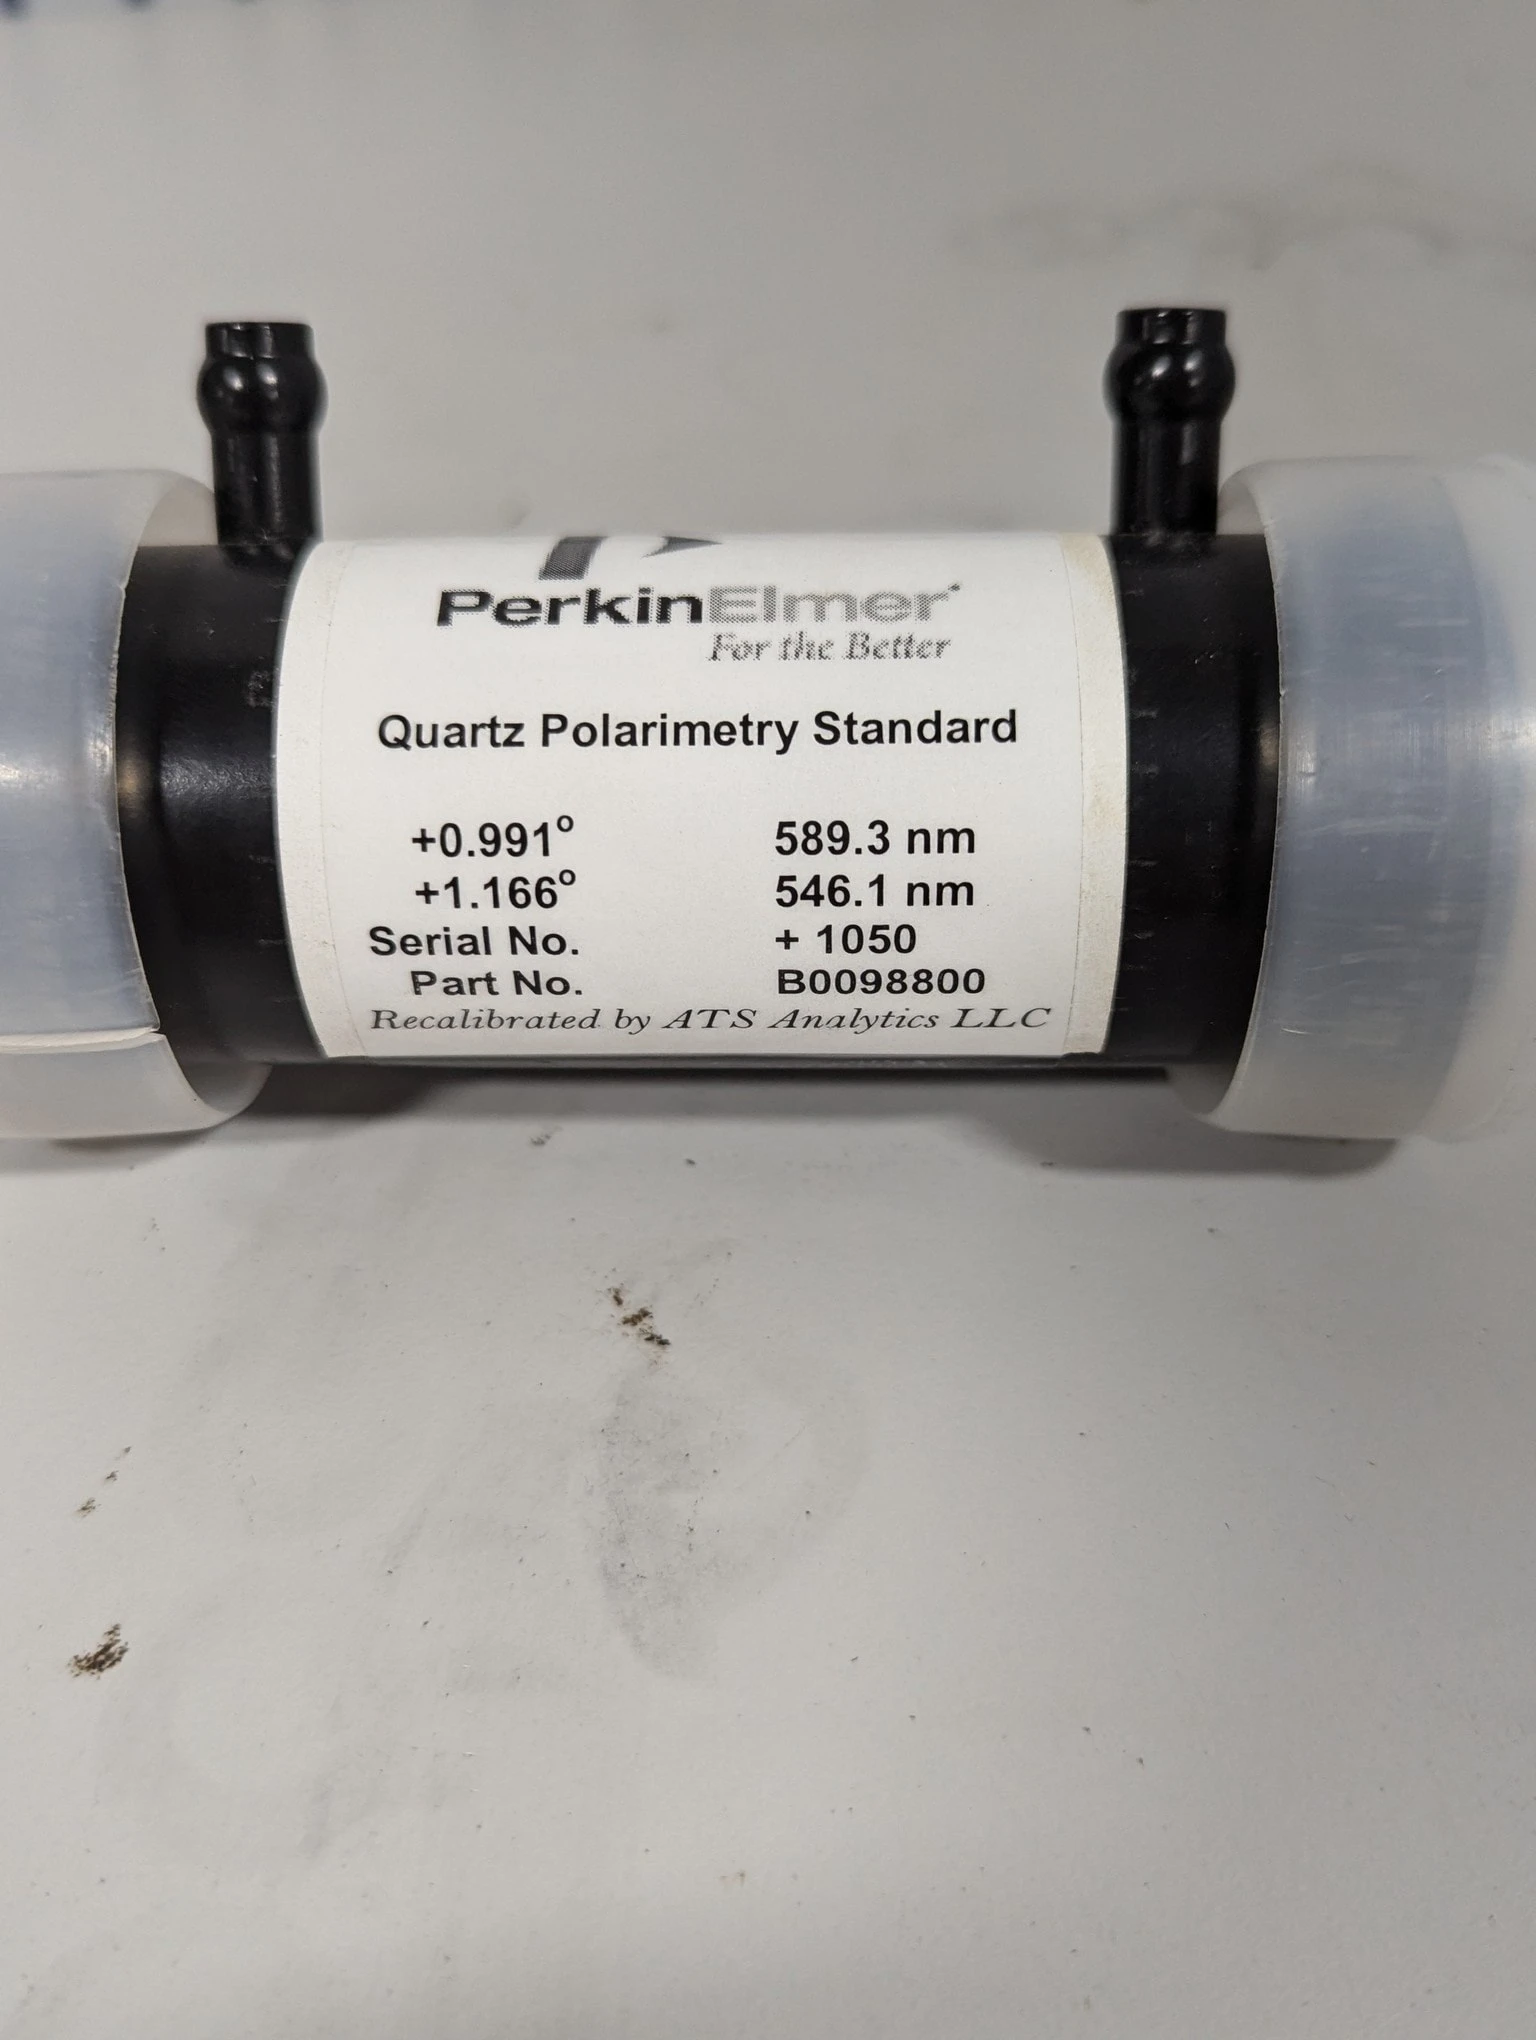 PerkinElmer
For the Better
Quartz Polarimetry Standard
+0.991° 589.3 nm
+1.166° 546.1 nm
Serial No. + 1050
Part No. B0098800
Recalibrated by ATS Analytics LLC